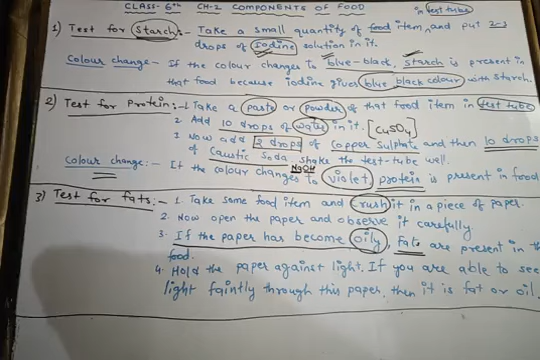 CLASS-6th CH-2 COMPONENTS OF FOOD
in test tube
1) Test for Starch:- Take a small quantity of food item, and put 2-3
drops of Iodine solution in it.
Colour change - If the colour changes to blue-black, starch is present in
that food because iodine gives blue black colour with starch.
2) Test for Protein:- 1. Take a paste or powder of that food item in test tube
2. Add 10 drops of water in it. [CuSO4]
3. Now add 2 drops of Copper Sulphate and then 10 drops
of Caustic Soda shake the test-tube well.
NaOH
Colour change:- If the colour changes to violet protein is present in food
3) Test for fats:- 1. Take some food item and crush it in a piece of paper.
2. Now open the paper and observe it carefully.
3. If the paper has become oily, fats are present in th
food.
4. Hold the paper against light. If you are able to see
light faintly through this paper, then it is fat or oil.